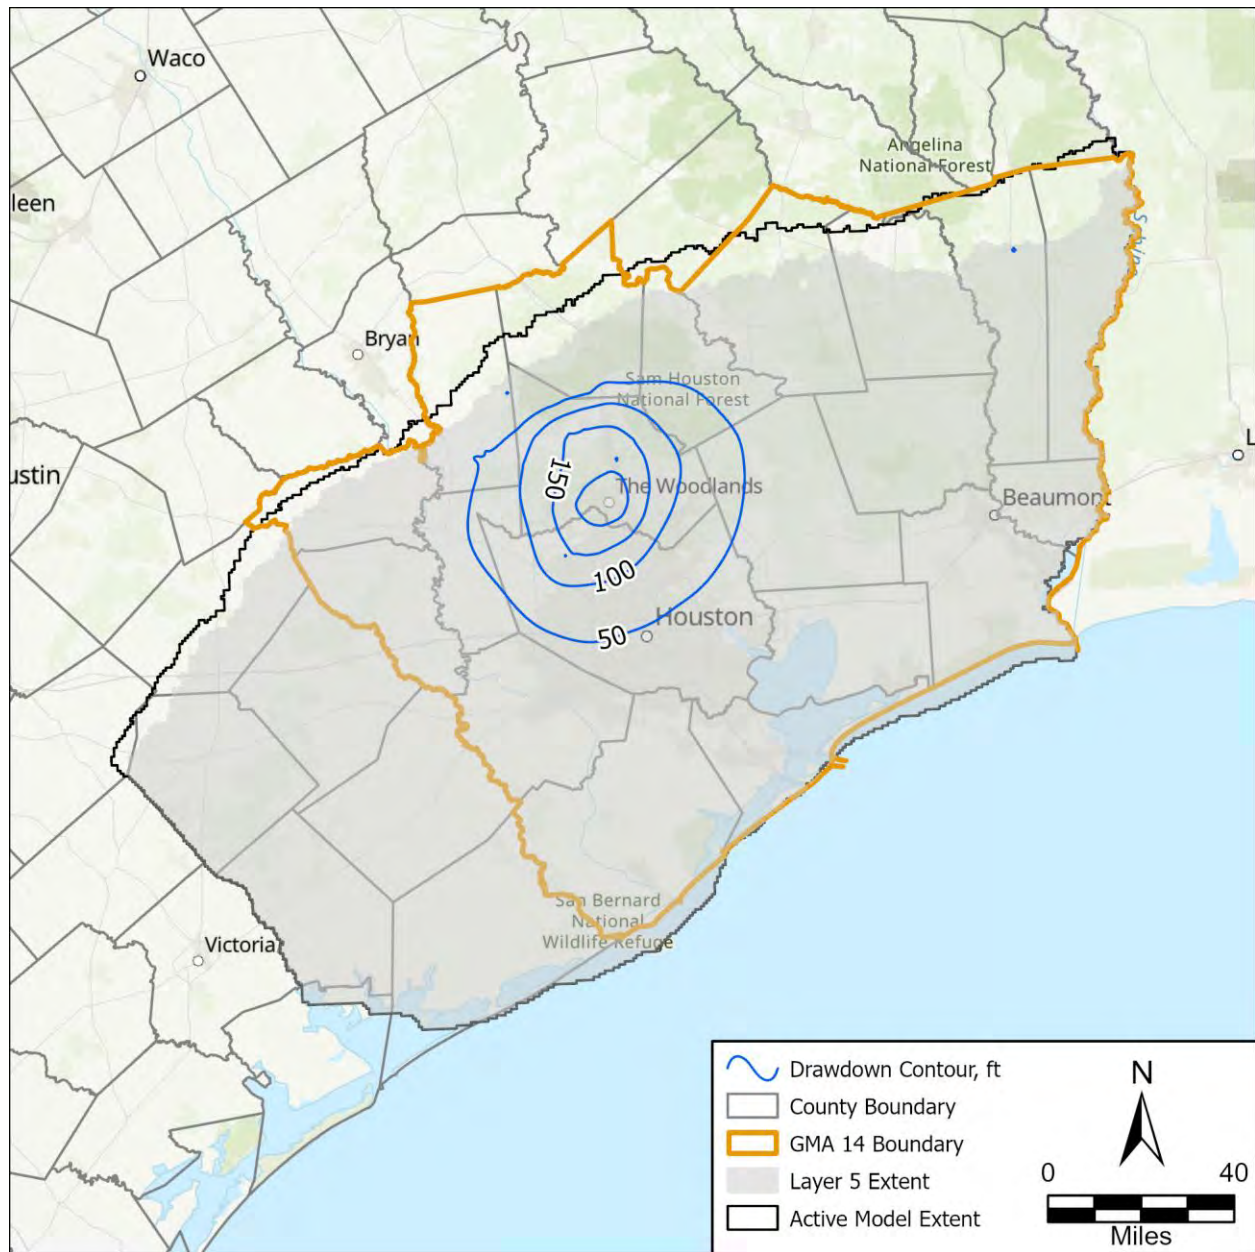 Waco
Angelina
National Forest
leen
Sabine
Bryan
Sam Houston
National Forest
150
The Woodlands
ustin
L
Beaumont
100
Houston
50
San Bernard
National
Wildlife Refuge
Victoria
Drawdown Contour, ft
County Boundary
GMA 14 Boundary
Layer 5 Extent
Active Model Extent
N
0 40
Miles